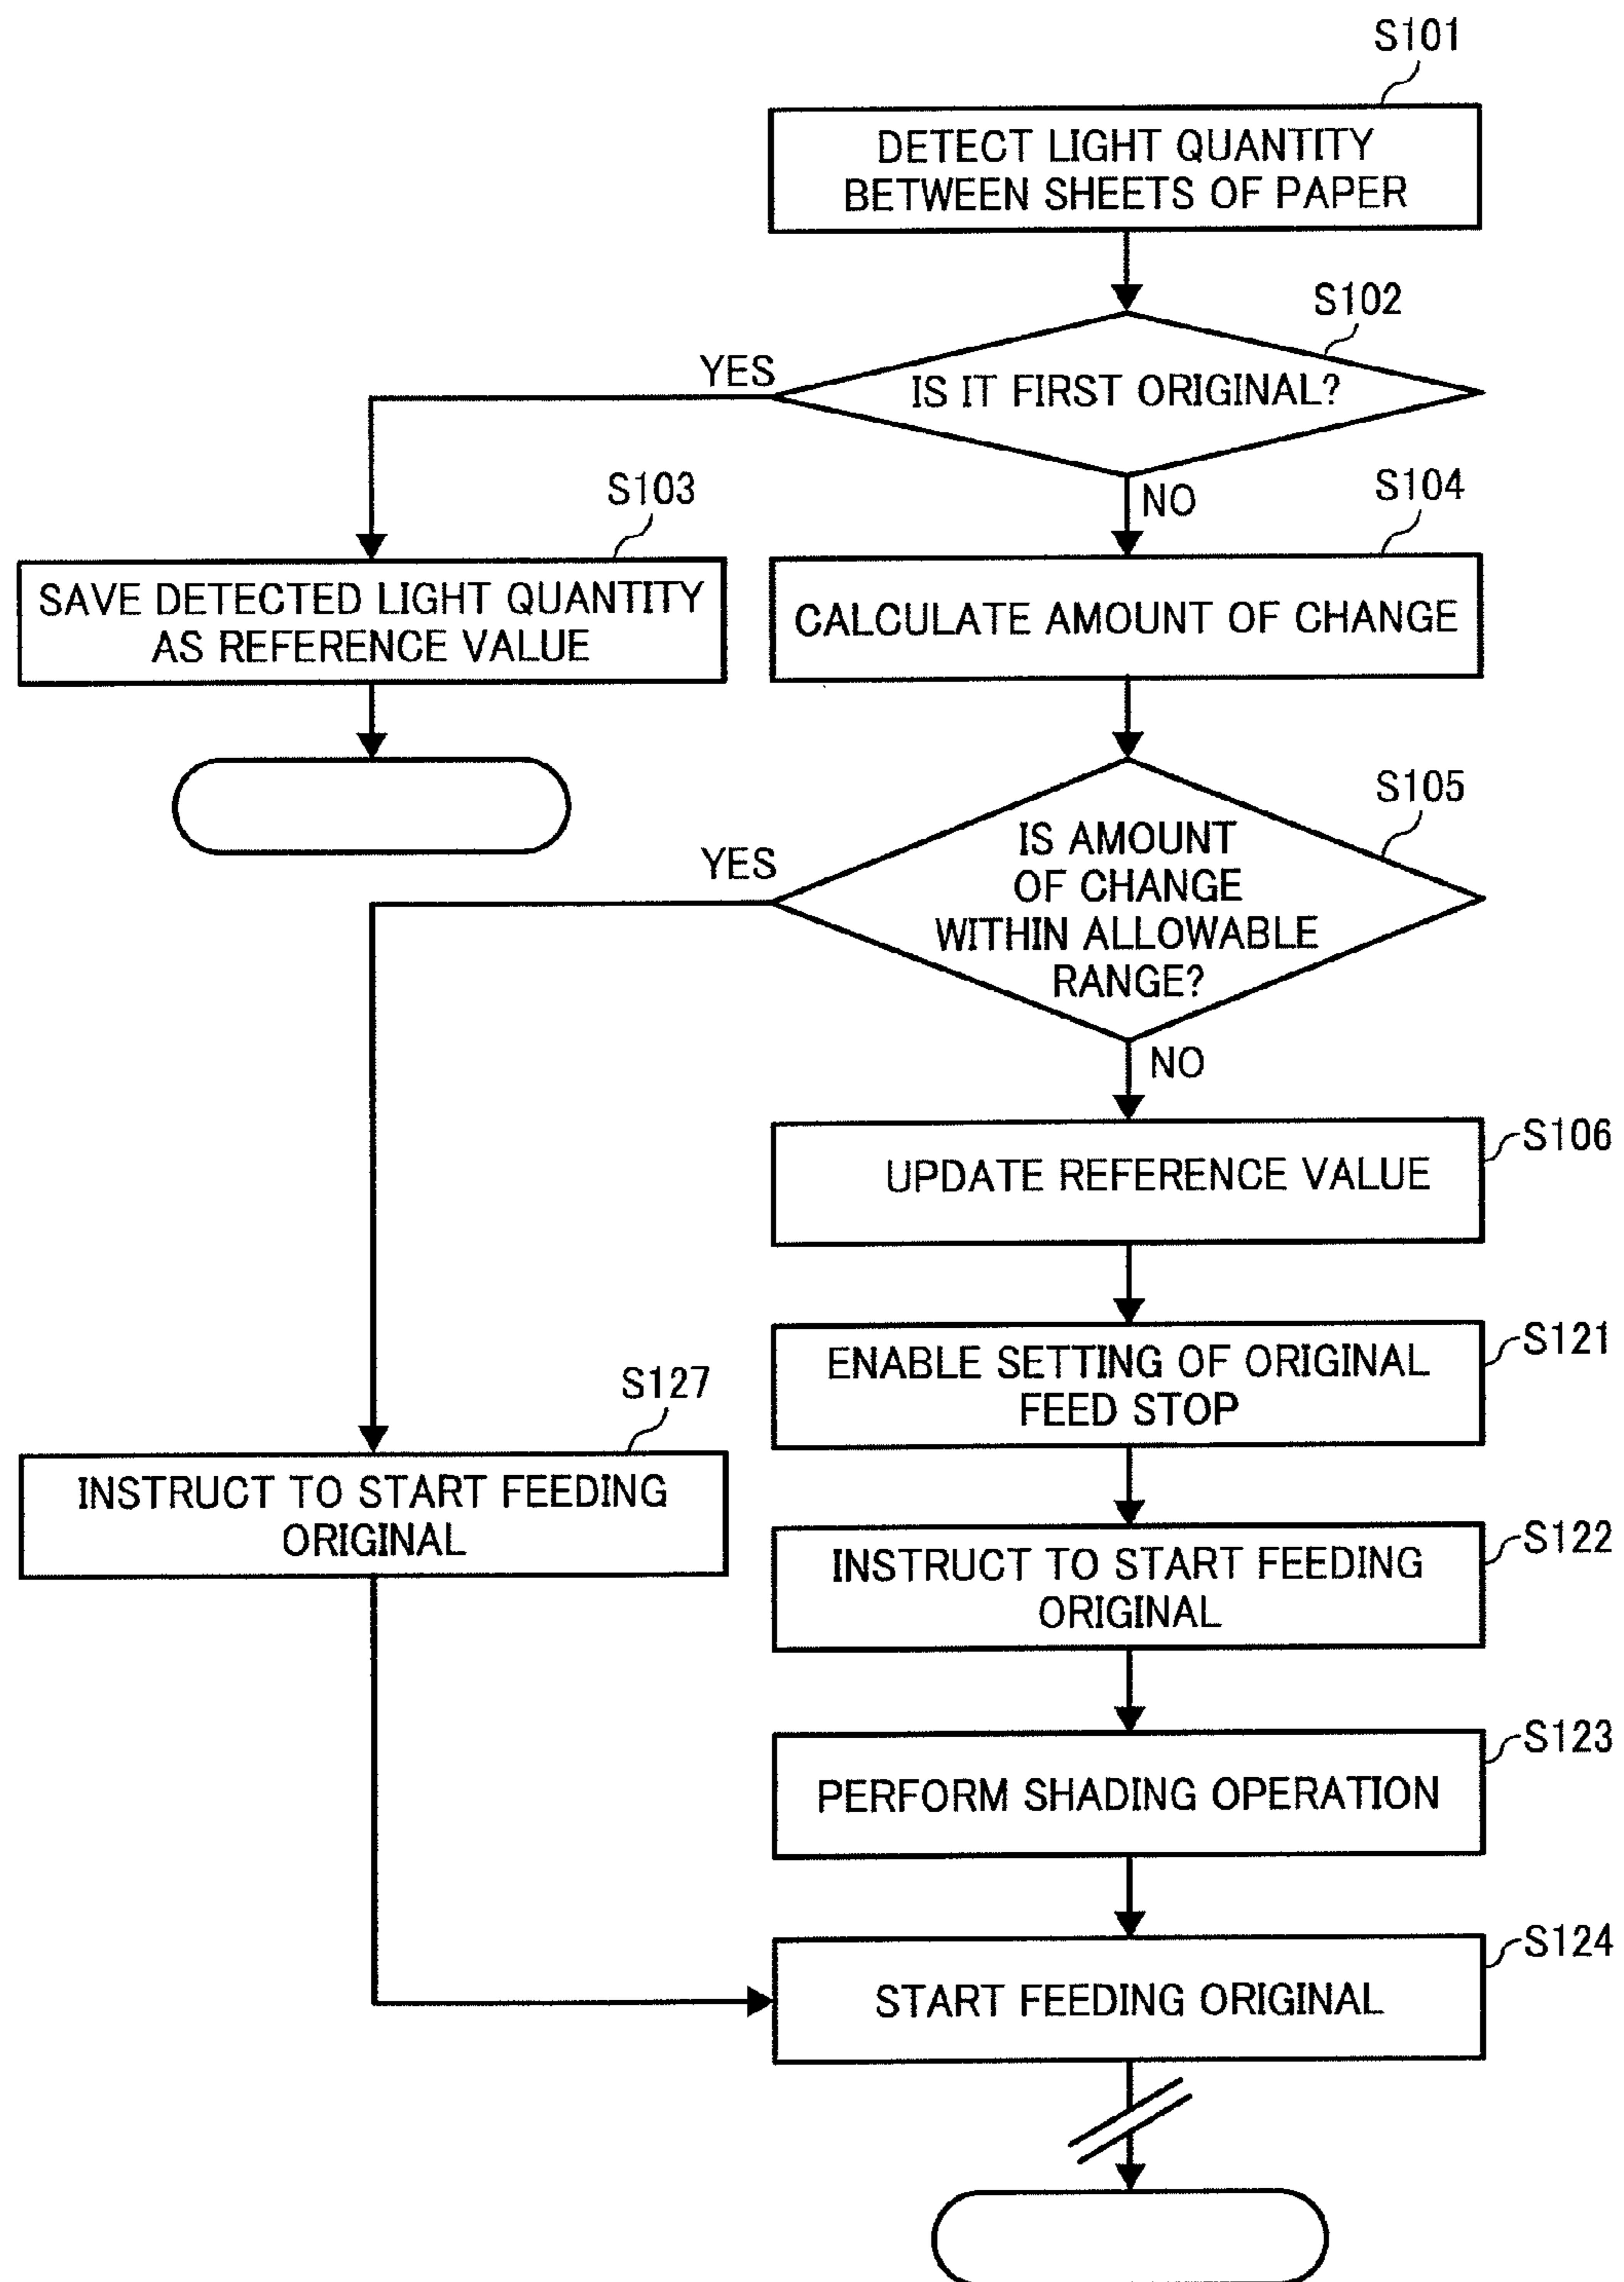 S101
DETECT LIGHT QUANTITY
BETWEEN SHEETS OF PAPER
S102
YES
IS IT FIRST ORIGINAL?
NO
S103
SAVE DETECTED LIGHT QUANTITY
AS REFERENCE VALUE
S104
CALCULATE AMOUNT OF CHANGE
S105
YES
IS AMOUNT
OF CHANGE
WITHIN ALLOWABLE
RANGE?
NO
S106
UPDATE REFERENCE VALUE
S121
ENABLE SETTING OF ORIGINAL
FEED STOP
S127
INSTRUCT TO START FEEDING
ORIGINAL
S122
INSTRUCT TO START FEEDING
ORIGINAL
S123
PERFORM SHADING OPERATION
S124
START FEEDING ORIGINAL